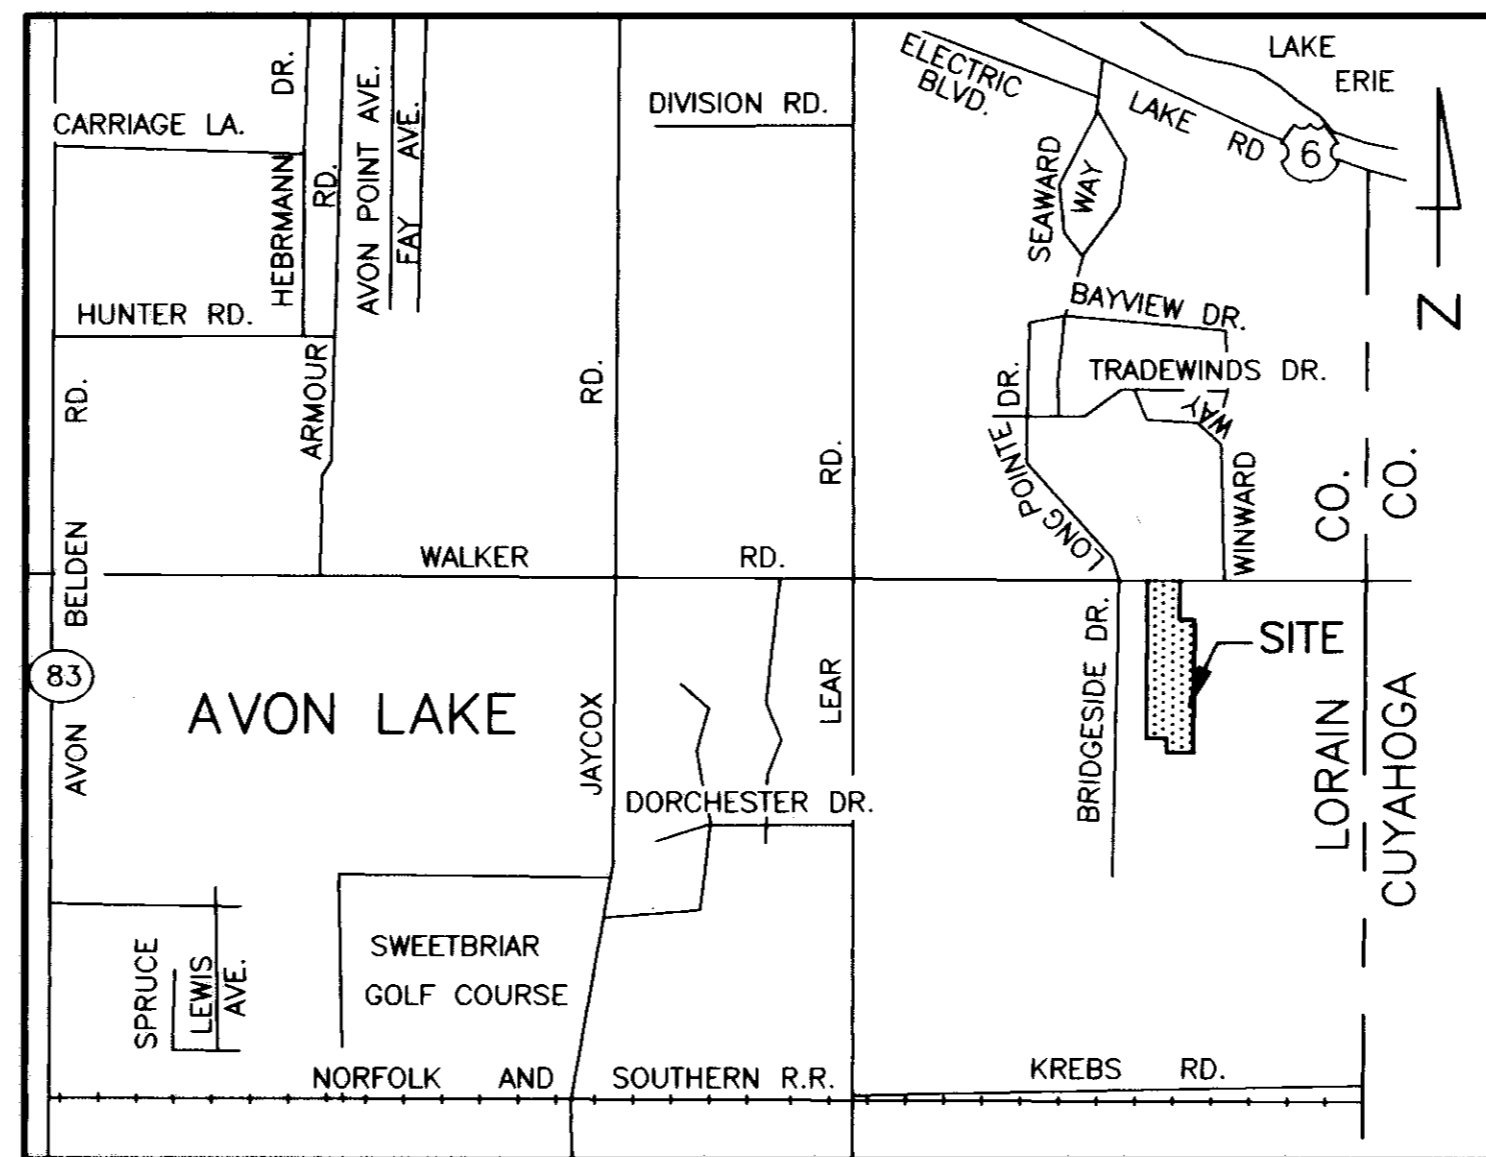 LAKE
ERIE
ELECTRIC
BLVD.
LAKE RD
6
DIVISION RD.
CARRIAGE LA.
HEBRMANN DR.
RD.
AVON POINT AVE.
FAY AVE.
SEAWARD
WAY
N
HUNTER RD.
BAYVIEW DR.
TRADEWINDS DR.
WAY
ARMOUR
RD.
RD.
RD.
LONG POINTE DR.
WINWARD
CO.
CO.
WALKER RD.
BELDEN
BRIDGESIDE DR.
SITE
83
AVON LAKE
AVON
JAYCOX
LEAR
LORAIN
CUYAHOGA
DORCHESTER DR.
SPRUCE
LEWIS
AVE.
SWEETBRIAR
GOLF COURSE
NORFOLK AND SOUTHERN R.R.
KREBS RD.